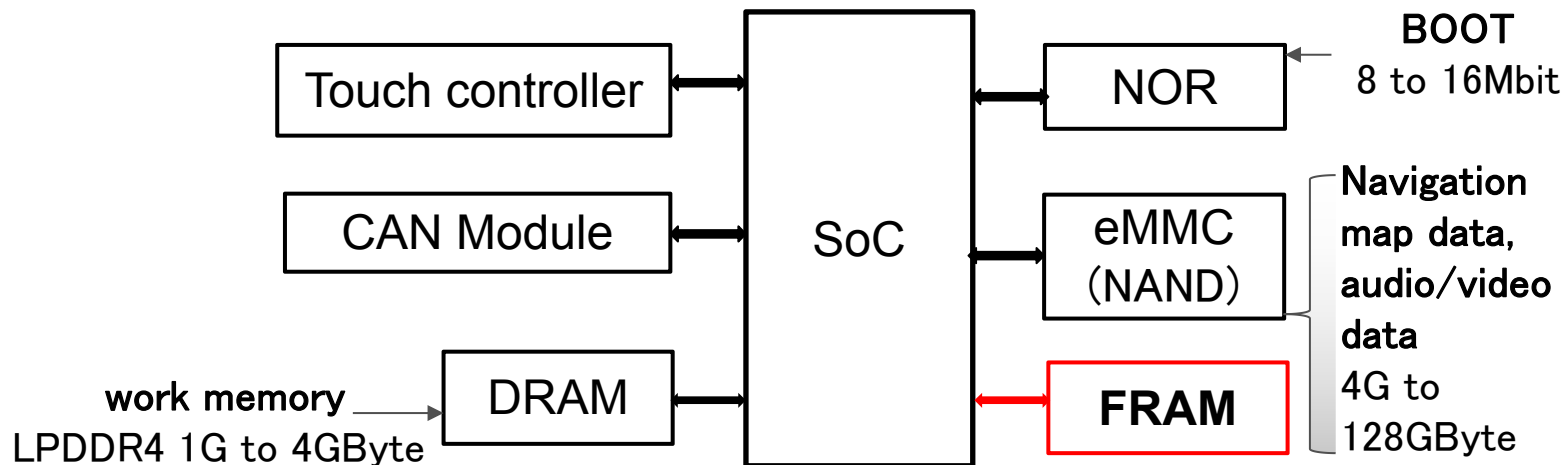 Touch controller
CAN Module
work memory
LPDDR4 1G to 4GByte
DRAM
SoC
NOR
BOOT
8 to 16Mbit
eMMC
(NAND)
Navigation
map data,
audio/video
data
4G to
128GByte
FRAM